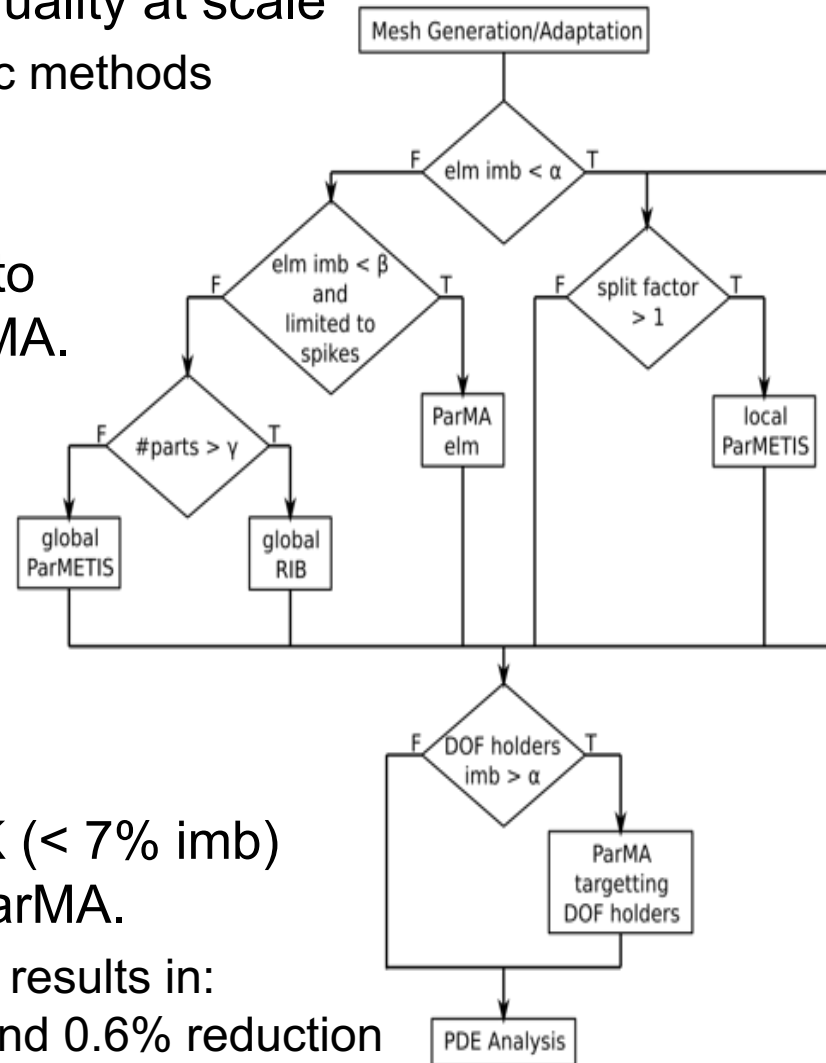 uality at scale
c methods
to
MA.
K (< 7% imb)
arMA.
results in:
nd 0.6% reduction
Mesh Generation/Adaptation
elm imb < α
F
T
elm imb < β
and
limited to
spikes
F
T
split factor
> 1
F
T
#parts > γ
F
T
ParMA
elm
local
ParMETIS
global
ParMETIS
global
RIB
DOF holders
imb > α
F
T
ParMA
targetting
DOF holders
PDE Analysis